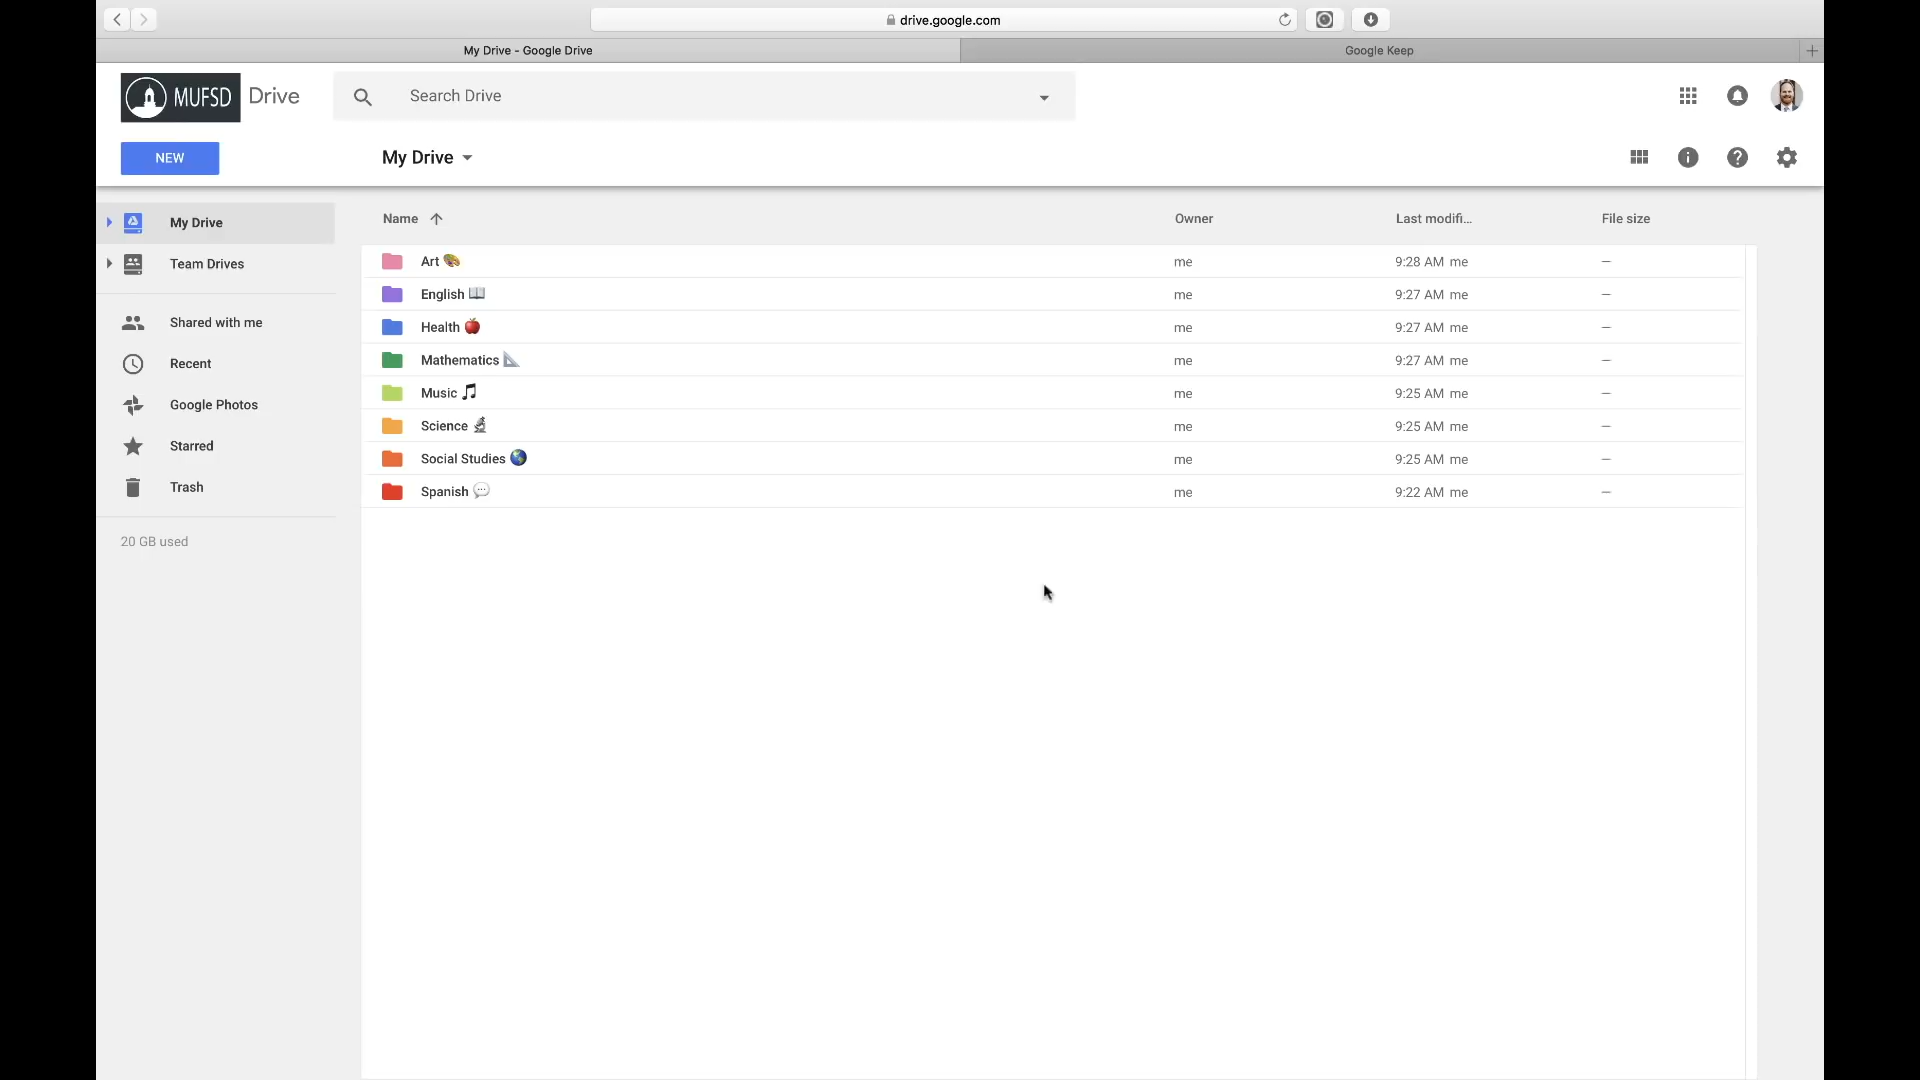 drive.google.com
My Drive - Google Drive
Google Keep
MUFSD Drive
Search Drive
NEW
My Drive
My Drive
Team Drives
Shared with me
Recent
Google Photos
Starred
Trash
20 GB used
Name Owner Last modifi... File size
Art me 9:28 AM me —
English me 9:27 AM me —
Health me 9:27 AM me —
Mathematics me 9:27 AM me —
Music me 9:25 AM me —
Science me 9:25 AM me —
Social Studies me 9:25 AM me —
Spanish me 9:22 AM me —